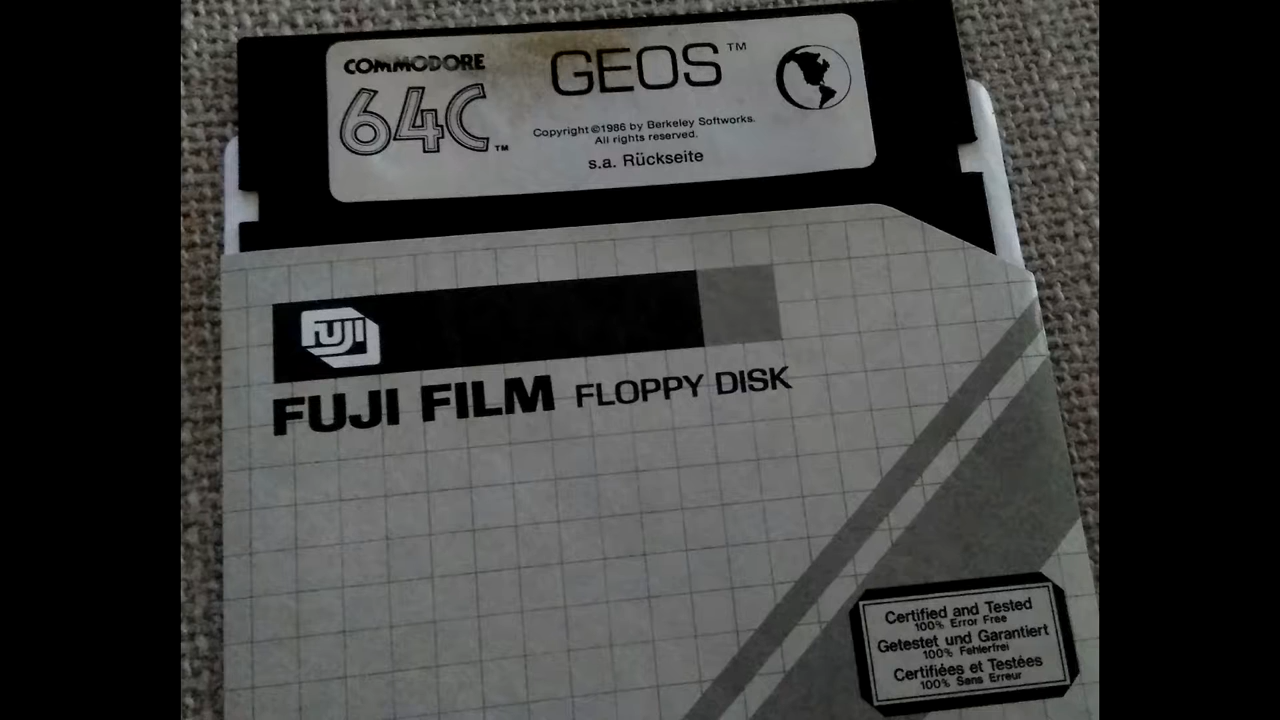 COMMODORE
64C™
GEOS™
Copyright ©1986 by Berkeley Softworks.
All rights reserved.
s.a. Rückseite
FUJI
FUJI FILM FLOPPY DISK
Certified and Tested
100% Error Free
Getestet und Garantiert
100% Fehlerfrei
Certifiées et Testées
100% Sans Erreur